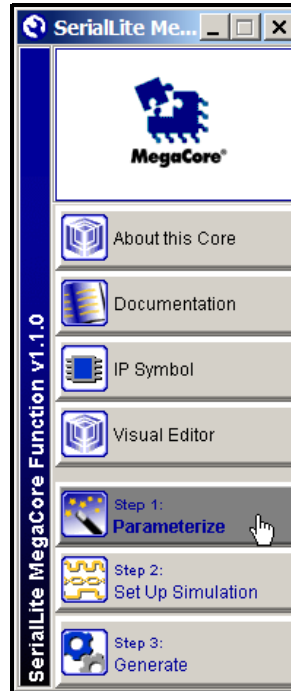 SerialLite Me...
MegaCore®
About this Core
Documentation
IP Symbol
Visual Editor
Step 1:
Parameterize
Step 2:
Set Up Simulation
Step 3:
Generate
SerialLite MegaCore Function v1.1.0